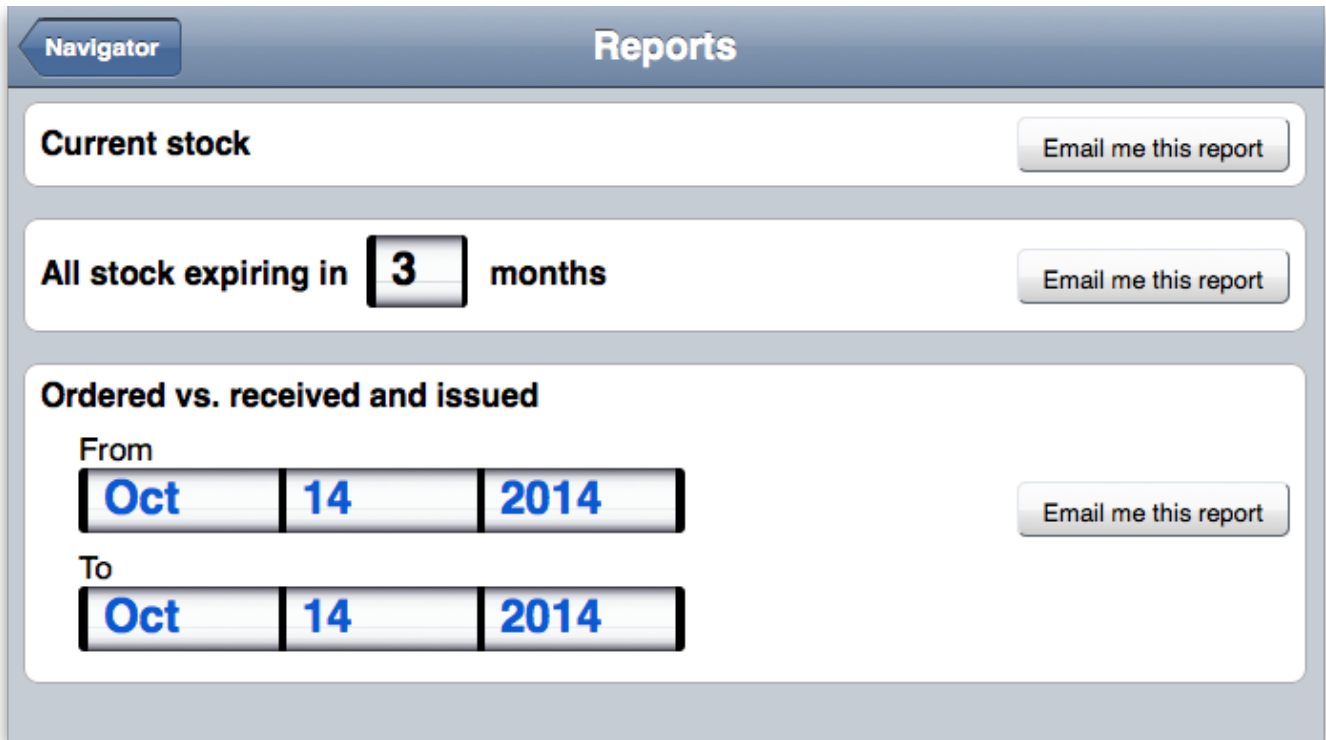 Navigator
Reports
Current stock
Email me this report
All stock expiring in 3 months
Email me this report
Ordered vs. received and issued
From
Oct 14 2014
Email me this report
To
Oct 14 2014